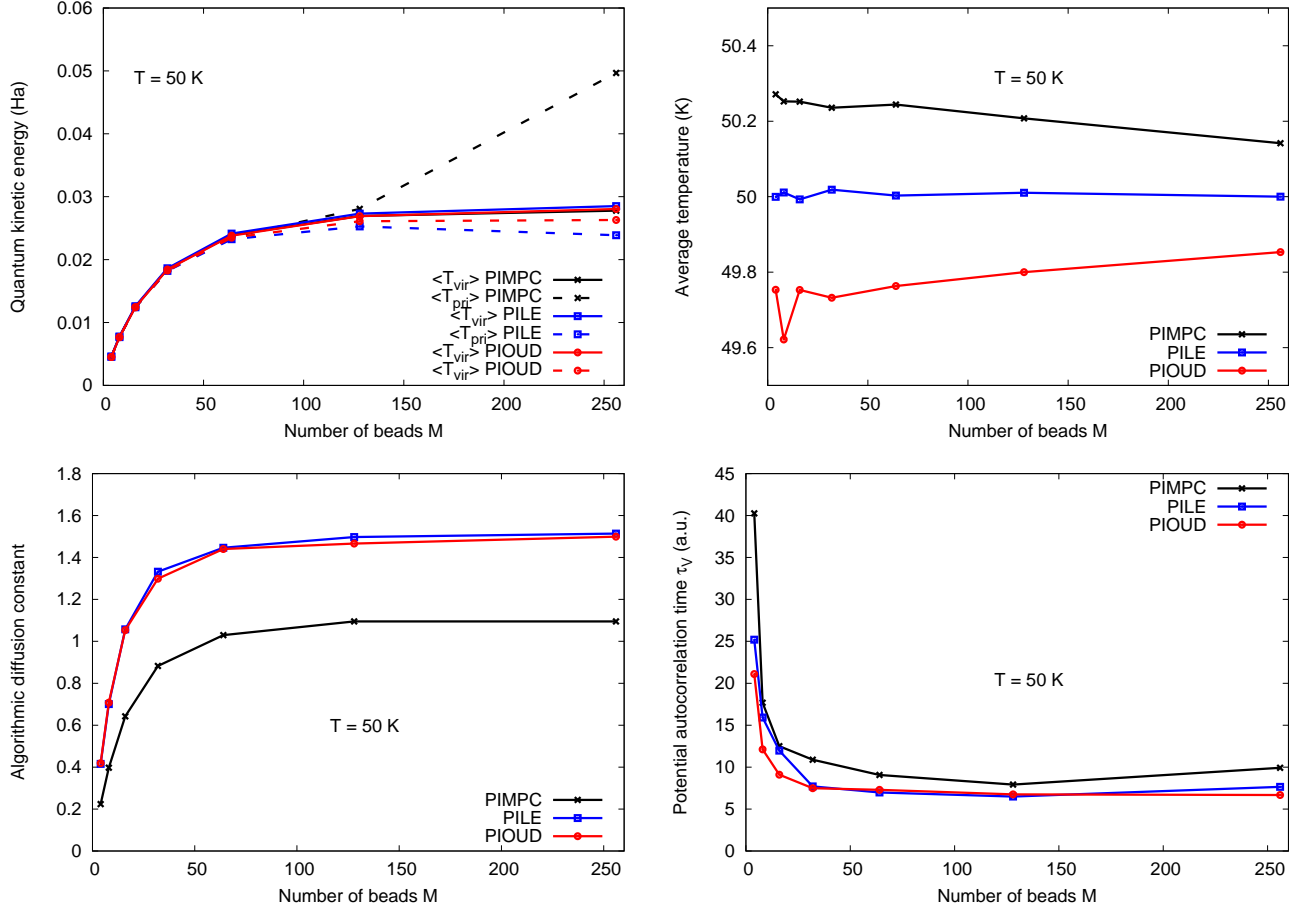 0.06
0.05
0.04
0.03
0.02
0.01
0
Quantum kinetic energy (Ha)
T = 50 K
<T_vir> PIMPC
<T_pri> PIMPC
<T_vir> PILE
<T_pri> PILE
<T_vir> PIOUD
<T_vir> PIOUD
0 50 100 150 200 250
Number of beads M
50.4
50.2
50
49.8
49.6
Average temperature (K)
T = 50 K
PIMPC
PILE
PIOUD
0 50 100 150 200 250
Number of beads M
1.8
1.6
1.4
1.2
1
0.8
0.6
0.4
0.2
0
Algorithmic diffusion constant
T = 50 K
PIMPC
PILE
PIOUD
0 50 100 150 200 250
Number of beads M
45
40
35
30
25
20
15
10
5
0
Potential autocorrelation time τ_V (a.u.)
PIMPC
PILE
PIOUD
T = 50 K
0 50 100 150 200 250
Number of beads M